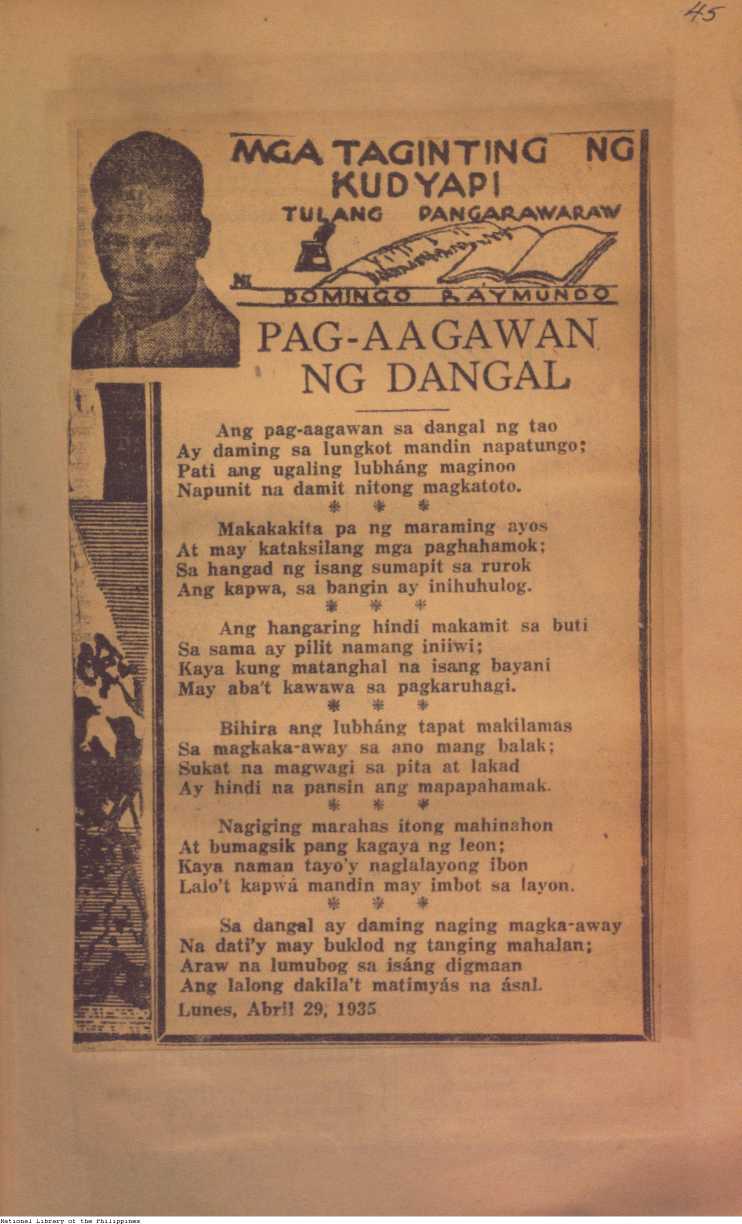 45
MGA TAGINTING NG
KUDYAPI
TULANG PANGARAWARAW
NI
DOMINGO RAYMUNDO
PAG-AAGAWAN
NG DANGAL
Ang pag-aagawan sa dangal ng tao
Ay daming sa lungkot mandin napatungo;
Pati ang ugaling lubháng maginoo
Napunit na damit nitong magkatoto.
* * *
Makakakita pa ng maraming ayos
At may kataksilang mga paghahamok;
Sa hangad ng isang sumapit sa rurok
Ang kapwa, sa bangin ay inihuhulog.
* * *
Ang hangaring hindi makamit sa buti
Sa sama ay pilit namang iniiwi;
Kaya kung matanghal na isang bayani
May aba't kawawa sa pagkaruhagi.
* * *
Bihira ang lubháng tapat makilamas
Sa magkaka-away sa ano mang balak;
Sukat na magwagi sa pita at lakad
Ay hindi na pansin ang mapapahamak.
* * *
Nagiging marahas itong mahinahon
At bumagsik pang kagaya ng leon;
Kaya naman tayo'y naglalayong ibon
Lalo't kapwá mandin may imbot sa layon.
* * *
Sa dangal ay daming naging magka-away
Na dati'y may buklod ng tanging mahalan;
Araw na lumubog sa isáng digmaan
Ang lalong dakila't matimyás na ásal.
Lunes, Abril 29, 1935
National Library of the Philippines